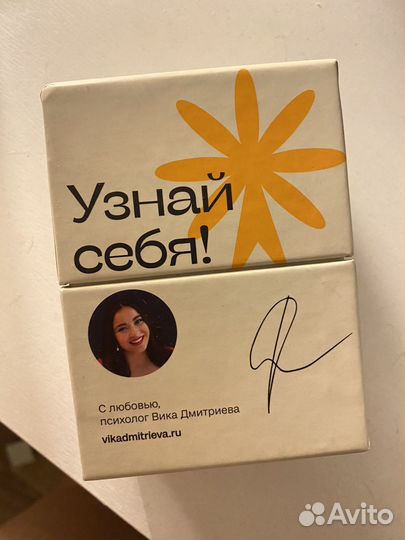 Узнай
себя!
С любовью,
психолог Вика Дмитриева
vikadmitrieva.ru
Avito